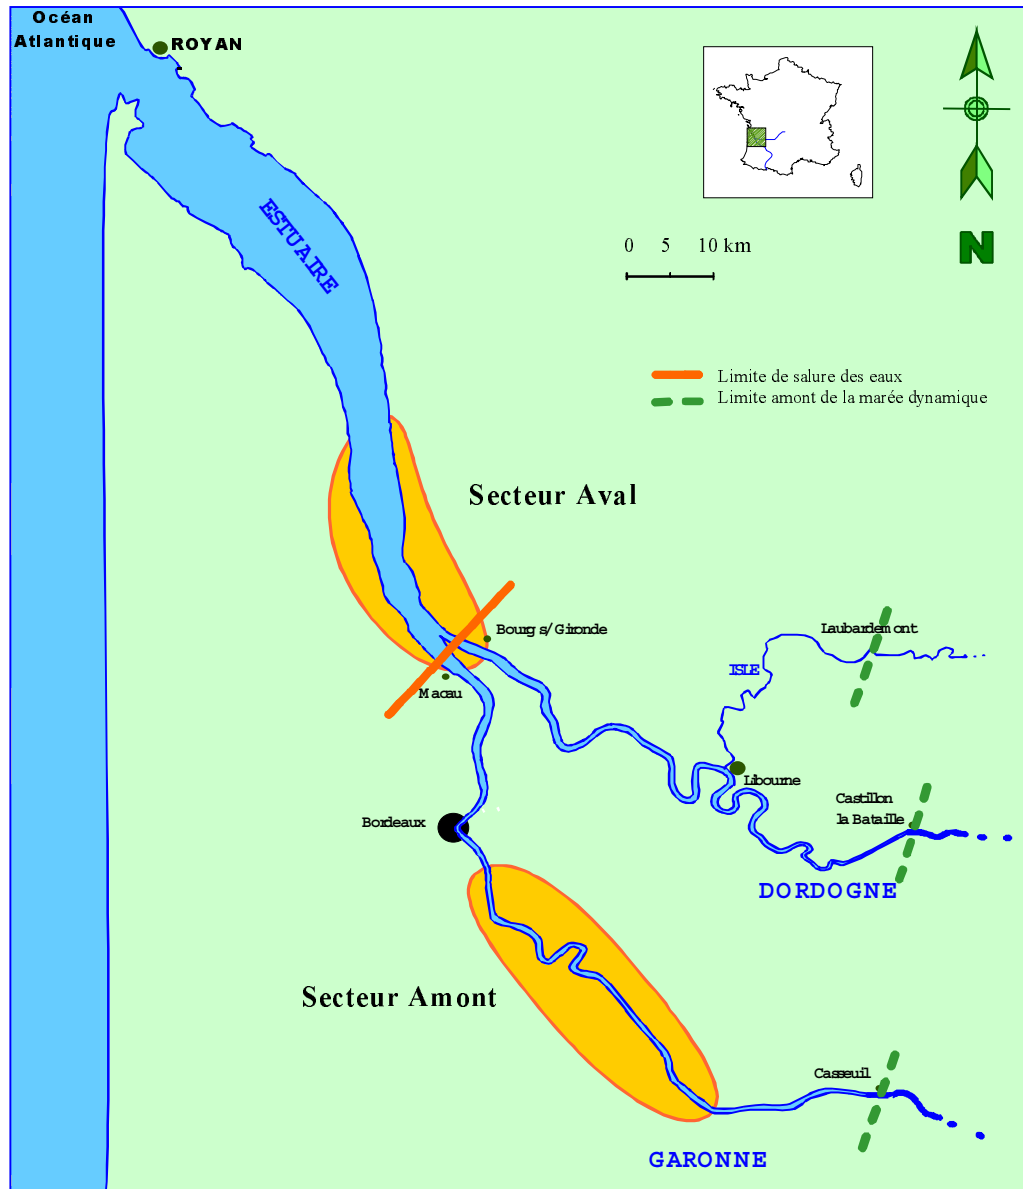 Océan
Atlantique
ROYAN
ESTUAIRE
0 5 10 km
N
Limite de salure des eaux
Limite amont de la marée dynamique
Secteur Aval
Bourg s/Gironde
Macau
Laubardemont
ISLE
Libourne
Castillon
la Bataille
Bordeaux
DORDOGNE
Secteur Amont
Casseuil
GARONNE